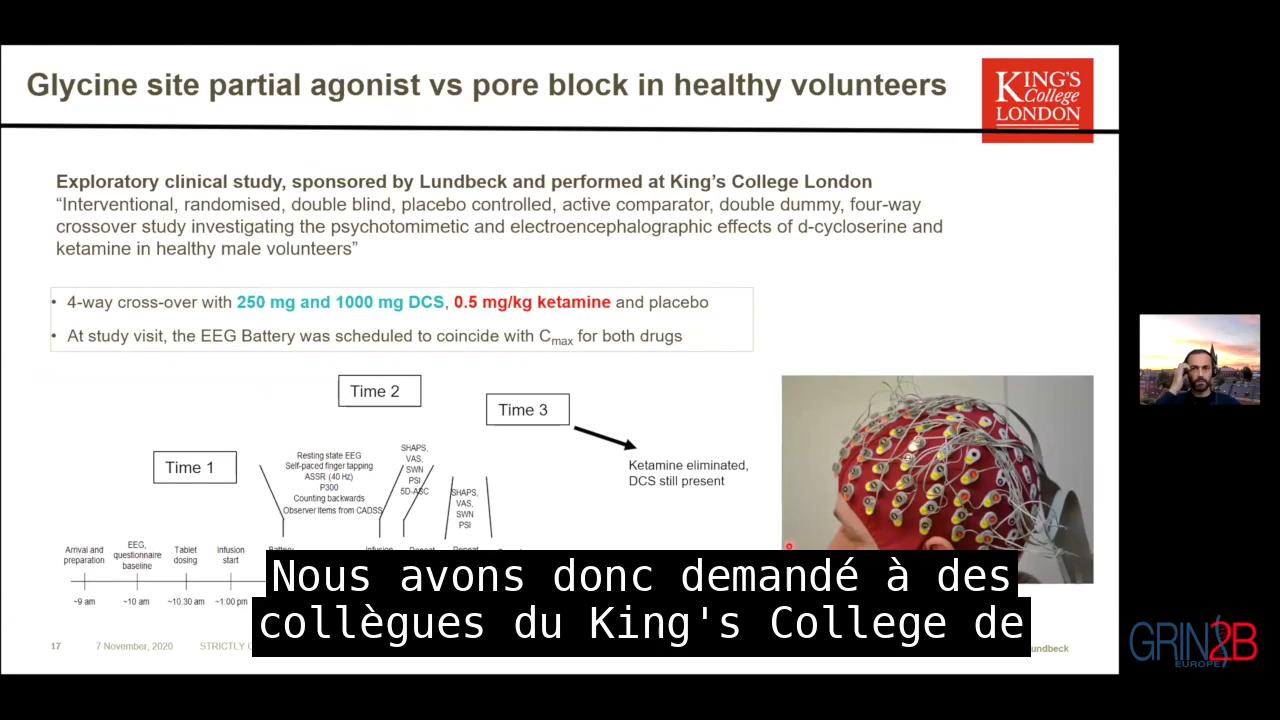 Glycine site partial agonist vs pore block in healthy volunteers
KING'S
College
LONDON
Exploratory clinical study, sponsored by Lundbeck and performed at King's College London
“Interventional, randomised, double blind, placebo controlled, active comparator, double dummy, four-way
crossover study investigating the psychotomimetic and electroencephalographic effects of d-cycloserine and
ketamine in healthy male volunteers”
• 4-way cross-over with 250 mg and 1000 mg DCS, 0.5 mg/kg ketamine and placebo
• At study visit, the EEG Battery was scheduled to coincide with Cmax for both drugs
Time 1
Time 2
Time 3
Resting state EEG
Self-paced finger tapping
ASSR (40 Hz)
P300
Counting backwards
Observer Items from CADSS
SHAPS,
VAS,
SWN
PSI
5D-ASC
SHAPS,
VAS,
SWN
PSI
Ketamine eliminated,
DCS still present
Arrival and
preparation
EEG,
questionnaire
baseline
Tablet
dosing
Infusion
start
~9 am
~10 am
~10.30 am
~1:00 pm
Nous avons donc demandé à des
collègues du King's College de
17
7 November, 2020
STRICTLY
GRIN2B
EUROPE